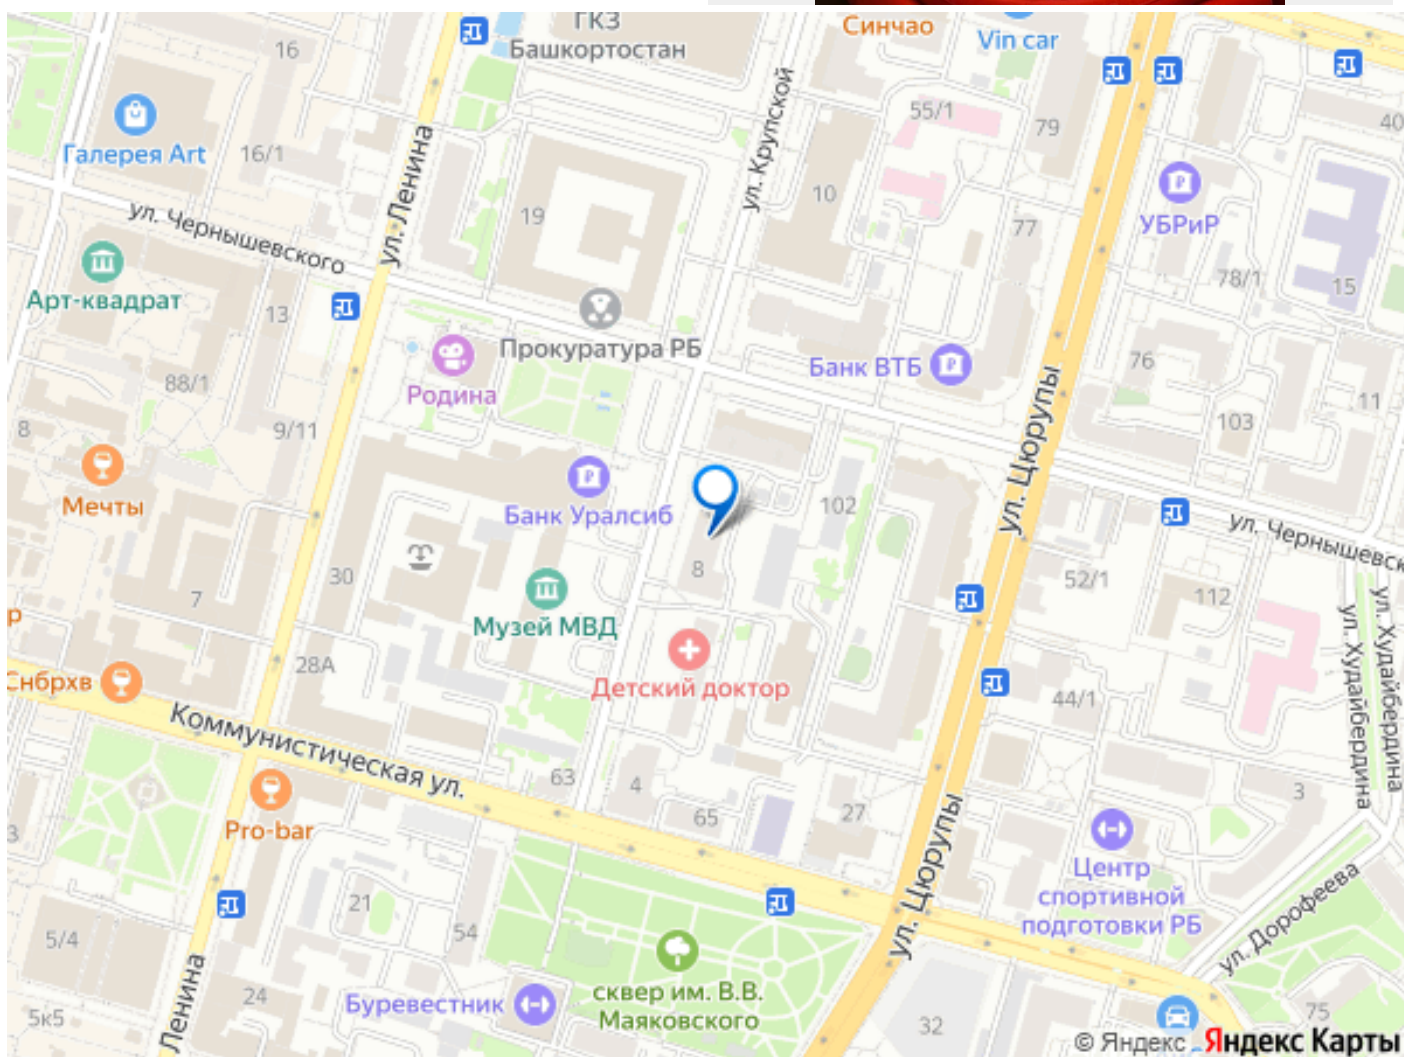 ГКЗ
Башкортостан
Синчао
Vin car
16
ул. Крупской
55/1
79
40
Галерея Art
16/1
ул. Ленина
10
УБРиР
ул. Чернышевского
19
77
78/1
15
Арт-квадрат
13
Прокуратура РБ
Банк ВТБ
76
88/1
Родина
11
8
9/11
103
ул. Цюрупы
Мечты
Банк Уралсиб
102
ул. Чернышевск
30
8
52/1
112
7
Музей МВД
ул. Худайбердина
ул. Худайбердина
р
28А
Детский доктор
Снбрхв
44/1
Коммунистическая ул.
63
4
65
27
3
Pro-bar
3
ул. Цюрупы
Центр
спортивной
подготовки РБ
21
ул. Дорофеева
5/4
54
Ленина
24
Буревестник
сквер им. В.В.
Маяковского
5к5
32
75
© Яндекс Яндекс Карты